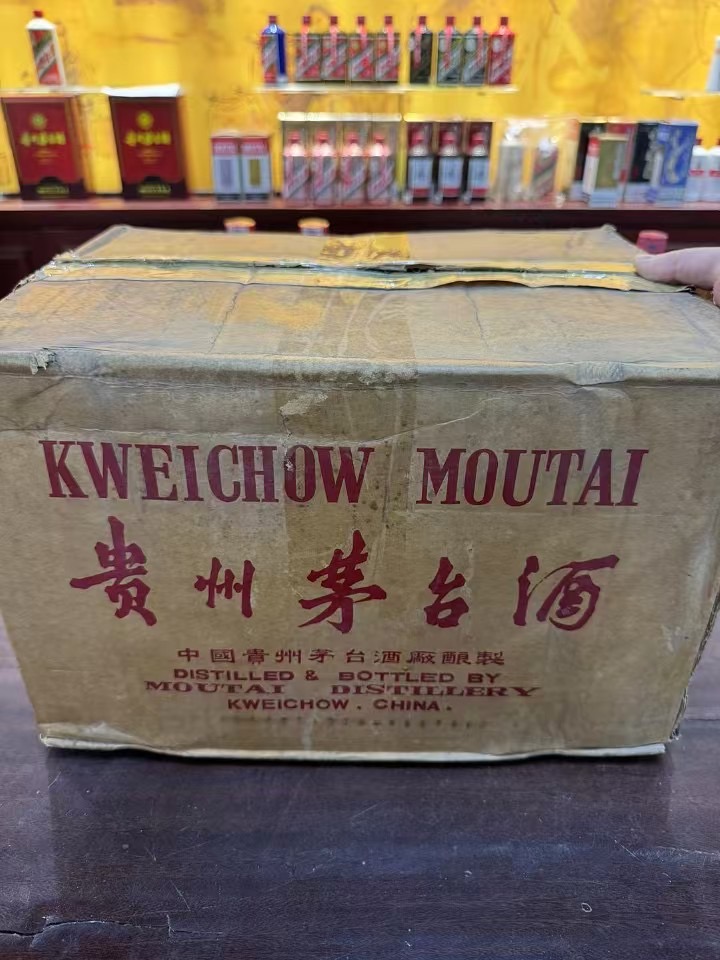 KWEICHOW MOUTAI
贵州茅台酒
中國貴州茅台酒廠釀製
DISTILLED & BOTTLED BY
MOUTAI DISTILLERY
KWEICHOW . CHINA .